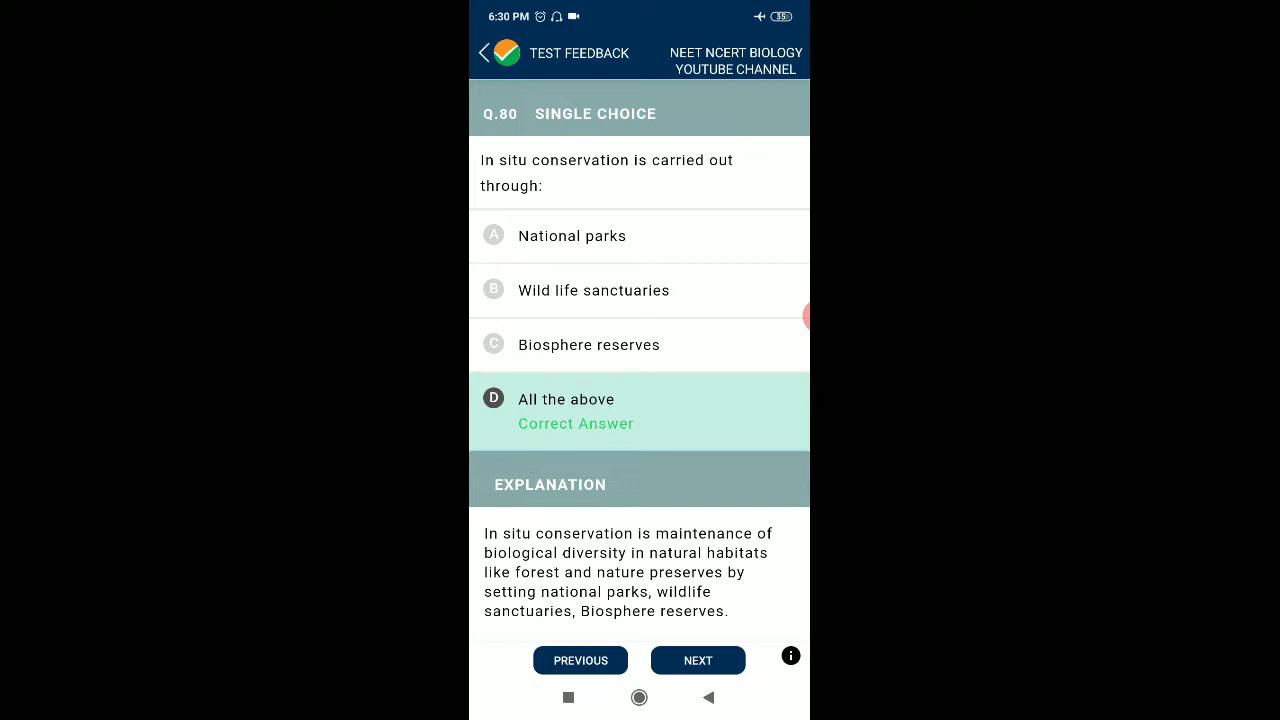 6:30 PM
35
TEST FEEDBACK
NEET NCERT BIOLOGY
YOUTUBE CHANNEL
Q.80 SINGLE CHOICE
In situ conservation is carried out
through:
A National parks
B Wild life sanctuaries
C Biosphere reserves
D All the above
Correct Answer
EXPLANATION
In situ conservation is maintenance of
biological diversity in natural habitats
like forest and nature preserves by
setting national parks, wildlife
sanctuaries, Biosphere reserves.
PREVIOUS NEXT